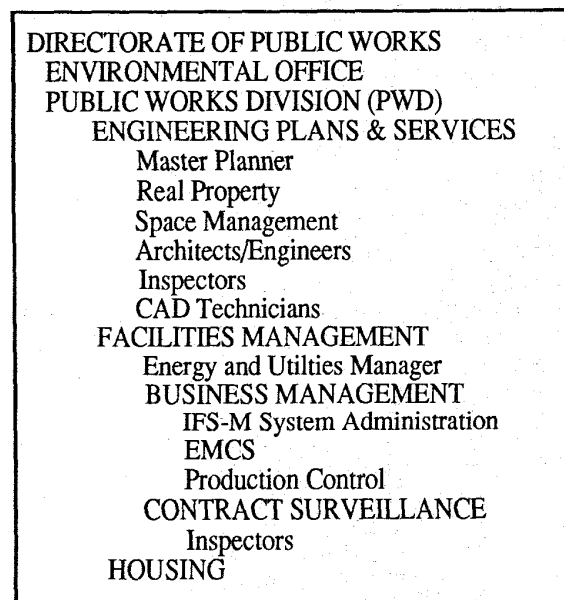 DIRECTORATE OF PUBLIC WORKS
ENVIRONMENTAL OFFICE
PUBLIC WORKS DIVISION (PWD)
ENGINEERING PLANS & SERVICES
Master Planner
Real Property
Space Management
Architects/Engineers
Inspectors
CAD Technicians
FACILITIES MANAGEMENT
Energy and Utilties Manager
BUSINESS MANAGEMENT
IFS-M System Administration
EMCS
Production Control
CONTRACT SURVEILLANCE
Inspectors
HOUSING